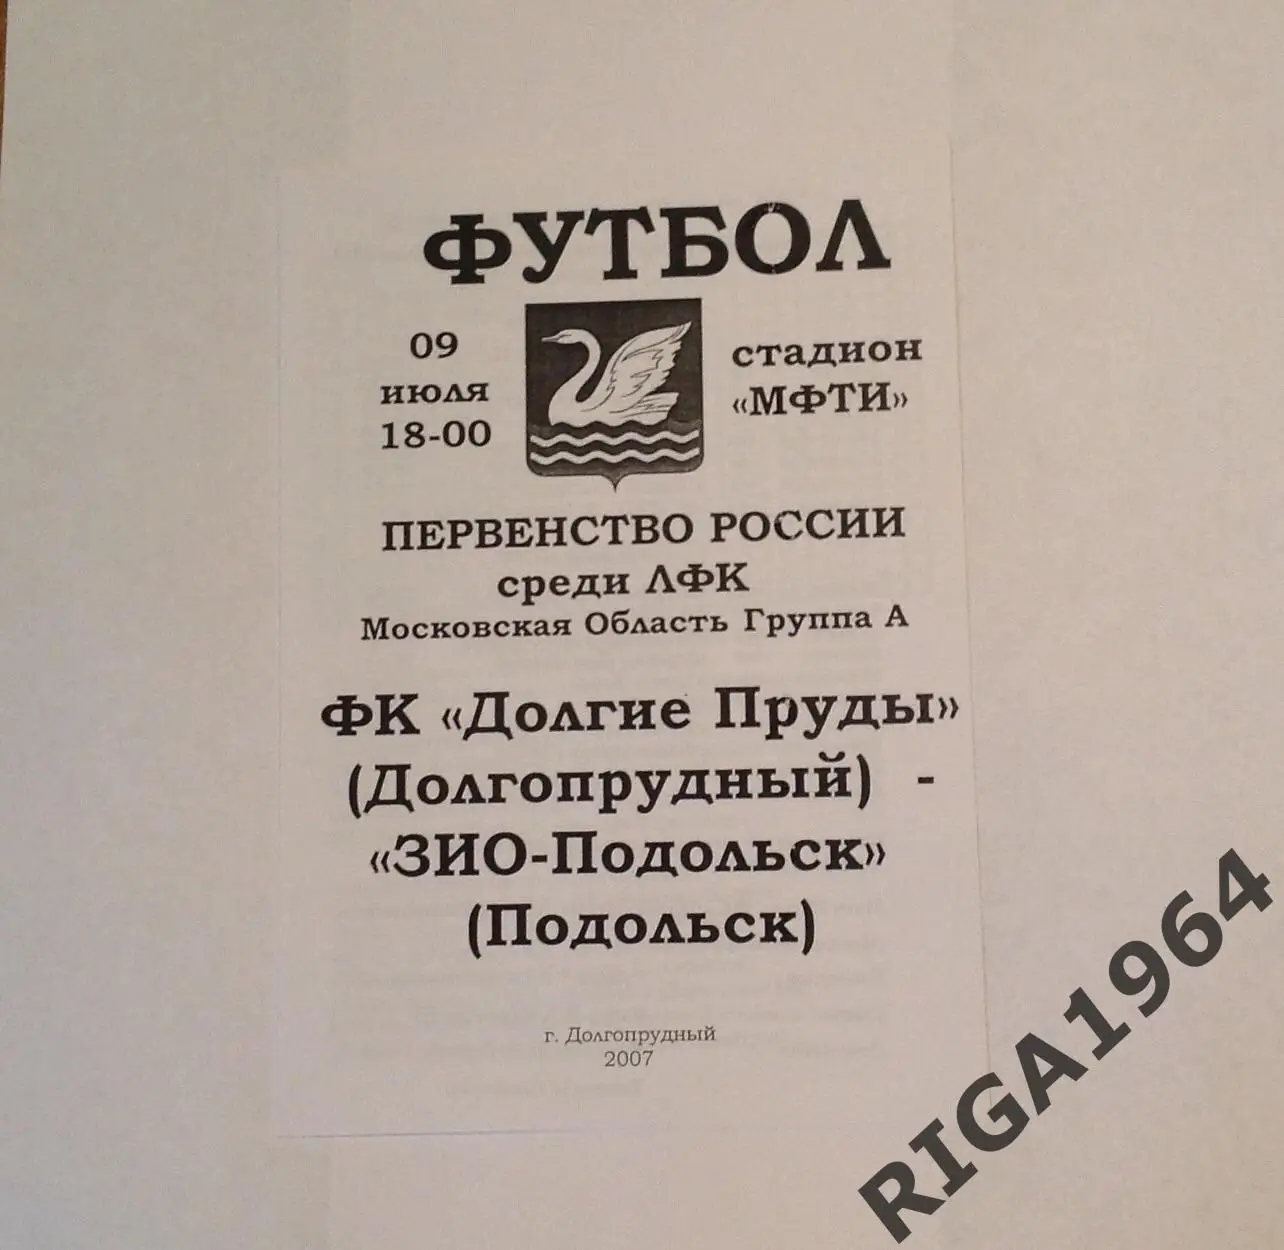 ФУТБОЛ
09
июля
18-00
стадион
«МФТИ»
ПЕРВЕНСТВО РОССИИ
среди ЛФК
Московская Область Группа А
ФК «Долгие Пруды»
(Долгопрудный) -
«ЗИО-Подольск»
(Подольск)
г. Долгопрудный
2007
RIGA1964